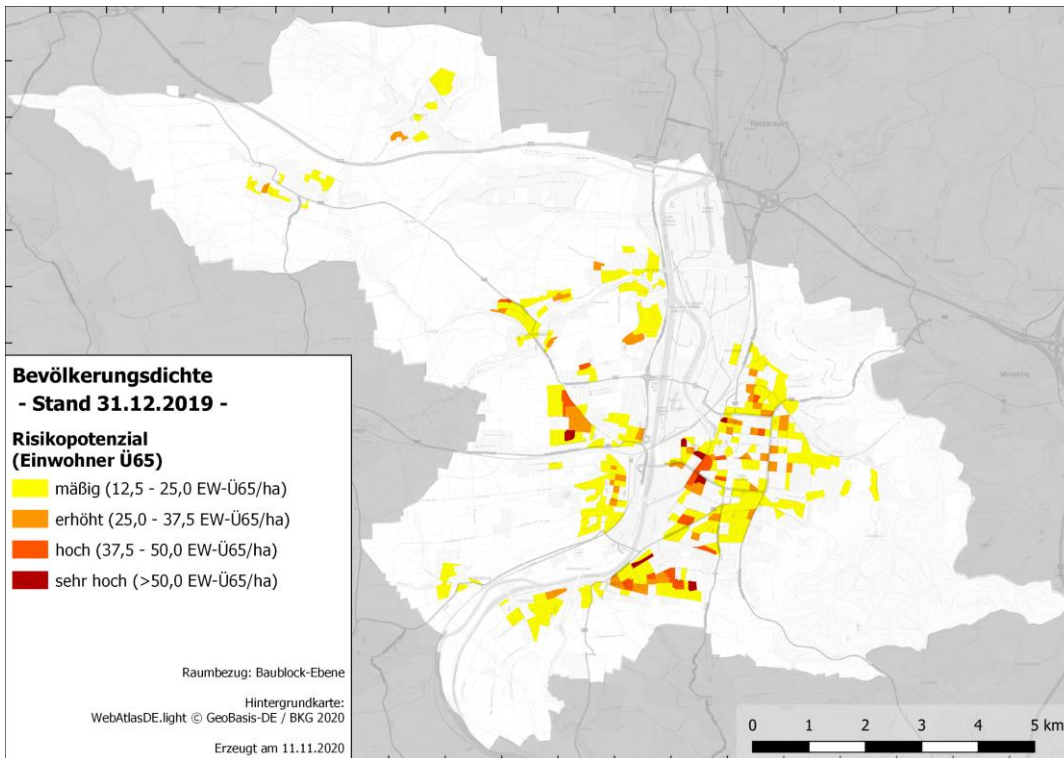 Neckarsulm
Bevölkerungsdichte
- Stand 31.12.2019 -
Risikopotenzial
(Einwohner Ü65)
mäßig (12,5 - 25,0 EW-Ü65/ha)
erhöht (25,0 - 37,5 EW-Ü65/ha)
hoch (37,5 - 50,0 EW-Ü65/ha)
sehr hoch (>50,0 EW-Ü65/ha)
Raumbezug: Baublock-Ebene
Hintergrundkarte:
WebAtlasDE.light © GeoBasis-DE / BKG 2020
Erzeugt am 11.11.2020
0 1 2 3 4 5 km